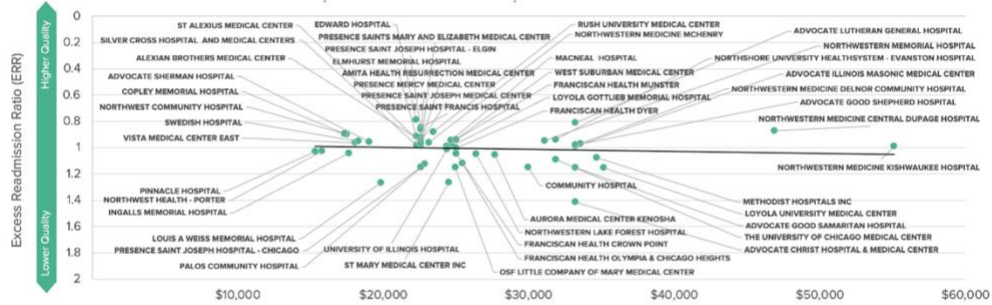 Excess Readmission Ratio (ERR)
Higher Quality
Lower Quality
0
0.2
0.4
0.6
0.8
1
1.2
1.4
1.6
1.8
2
ST ALEXIUS MEDICAL CENTER
SILVER CROSS HOSPITAL AND MEDICAL CENTERS
ALEXIAN BROTHERS MEDICAL CENTER
ADVOCATE SHERMAN HOSPITAL
COPLEY MEMORIAL HOSPITAL
NORTHWEST COMMUNITY HOSPITAL
SWEDISH HOSPITAL
VISTA MEDICAL CENTER EAST
EDWARD HOSPITAL
PRESENCE SAINTS MARY AND ELIZABETH MEDICAL CENTER
PRESENCE SAINT JOSEPH HOSPITAL - ELGIN
ELMHURST MEMORIAL HOSPITAL
AMITA HEALTH RESURRECTION MEDICAL CENTER
PRESENCE MERCY MEDICAL CENTER
PRESENCE SAINT JOSEPH MEDICAL CENTER
PRESENCE SAINT FRANCIS HOSPITAL
RUSH UNIVERSITY MEDICAL CENTER
NORTHWESTERN MEDICINE MCHENRY
MACNEAL HOSPITAL
WEST SUBURBAN MEDICAL CENTER
FRANCISCAN HEALTH MUNSTER
LOYOLA GOTTLIEB MEMORIAL HOSPITAL
FRANCISCAN HEALTH DYER
ADVOCATE LUTHERAN GENERAL HOSPITAL
NORTHWESTERN MEMORIAL HOSPITAL
NORTHSHORE UNIVERSITY HEALTHSYSTEM - EVANSTON HOSPITAL
ADVOCATE ILLINOIS MASONIC MEDICAL CENTER
NORTHWESTERN MEDICINE DELNOR COMMUNITY HOSPITAL
ADVOCATE GOOD SHEPHERD HOSPITAL
NORTHWESTERN MEDICINE CENTRAL DUPAGE HOSPITAL
NORTHWESTERN MEDICINE KISHWAUKEE HOSPITAL
PINNACLE HOSPITAL
NORTHWEST HEALTH - PORTER
INGALLS MEMORIAL HOSPITAL
LOUIS A WEISS MEMORIAL HOSPITAL
PRESENCE SAINT JOSEPH HOSPITAL - CHICAGO
PALOS COMMUNITY HOSPITAL
UNIVERSITY OF ILLINOIS HOSPITAL
ST MARY MEDICAL CENTER INC
COMMUNITY HOSPITAL
AURORA MEDICAL CENTER KENOSHA
NORTHWESTERN LAKE FOREST HOSPITAL
FRANCISCAN HEALTH CROWN POINT
FRANCISCAN HEALTH OLYMPIA & CHICAGO HEIGHTS
OSF LITTLE COMPANY OF MARY MEDICAL CENTER
METHODIST HOSPITALS INC
LOYOLA UNIVERSITY MEDICAL CENTER
ADVOCATE GOOD SAMARITAN HOSPITAL
THE UNIVERSITY OF CHICAGO MEDICAL CENTER
ADVOCATE CHRIST HOSPITAL & MEDICAL CENTER
$10,000
$20,000
$30,000
$40,000
$50,000
$60,000